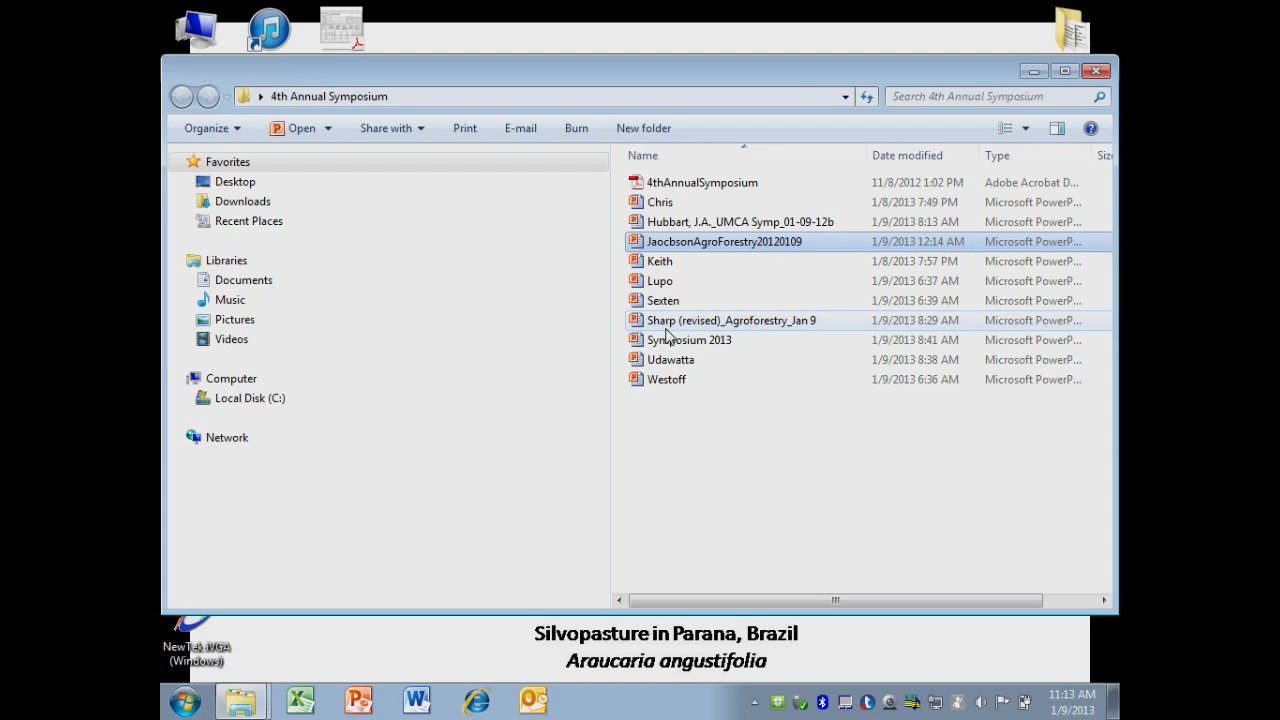 4th Annual Symposium
Search 4th Annual Symposium
Organize Open Share with Print E-mail Burn New folder
Favorites
Desktop
Downloads
Recent Places
Libraries
Documents
Music
Pictures
Videos
Computer
Local Disk (C:)
Network
Name Date modified Type Size
4thAnnualSymposium 11/8/2012 1:02 PM Adobe Acrobat D...
Chris 1/8/2013 7:49 PM Microsoft PowerP...
Hubbart, J.A._UMCA Symp_01-09-12b 1/9/2013 8:13 AM Microsoft PowerP...
JaocbsonAgroForestry20120109 1/9/2013 12:14 AM Microsoft PowerP...
Keith 1/8/2013 7:57 PM Microsoft PowerP...
Lupo 1/9/2013 6:37 AM Microsoft PowerP...
Sexten 1/9/2013 6:39 AM Microsoft PowerP...
Sharp (revised)_Agroforestry_Jan 9 1/9/2013 8:29 AM Microsoft PowerP...
Symposium 2013 1/9/2013 8:41 AM Microsoft PowerP...
Udawatta 1/9/2013 8:38 AM Microsoft PowerP...
Westoff 1/9/2013 6:36 AM Microsoft PowerP...
NewTek iVGA
(Windows)
Silvopasture in Parana, Brazil
Araucaria angustifolia
11:13 AM
1/9/2013